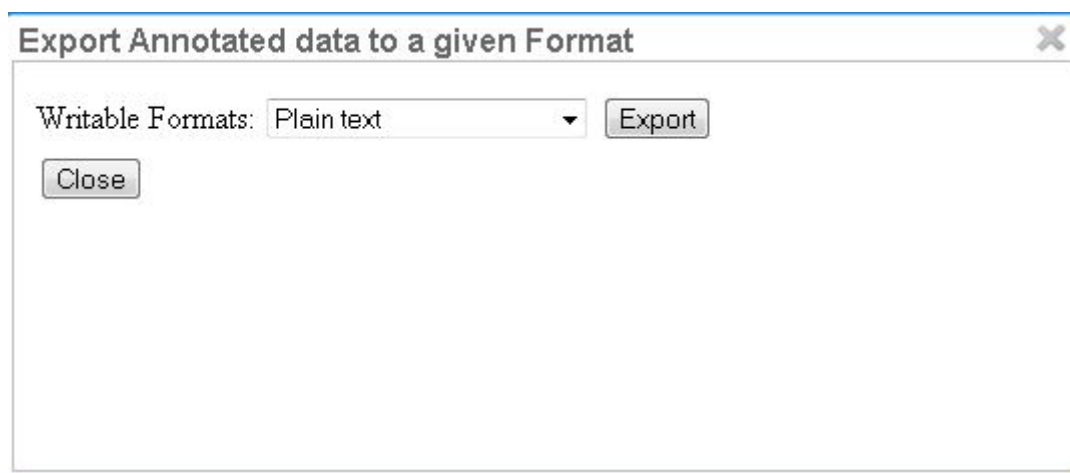 Export Annotated data to a given Format
Writable Formats: Plain text Export
Close